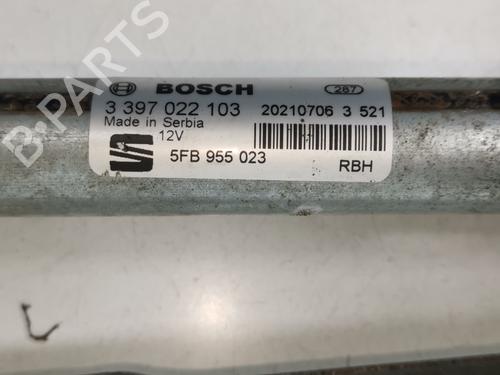 BOSCH 287
3 397 022 103 20210706 3 521
Made in Serbia
12V
5FB 955 023 RBH
B-PARTS